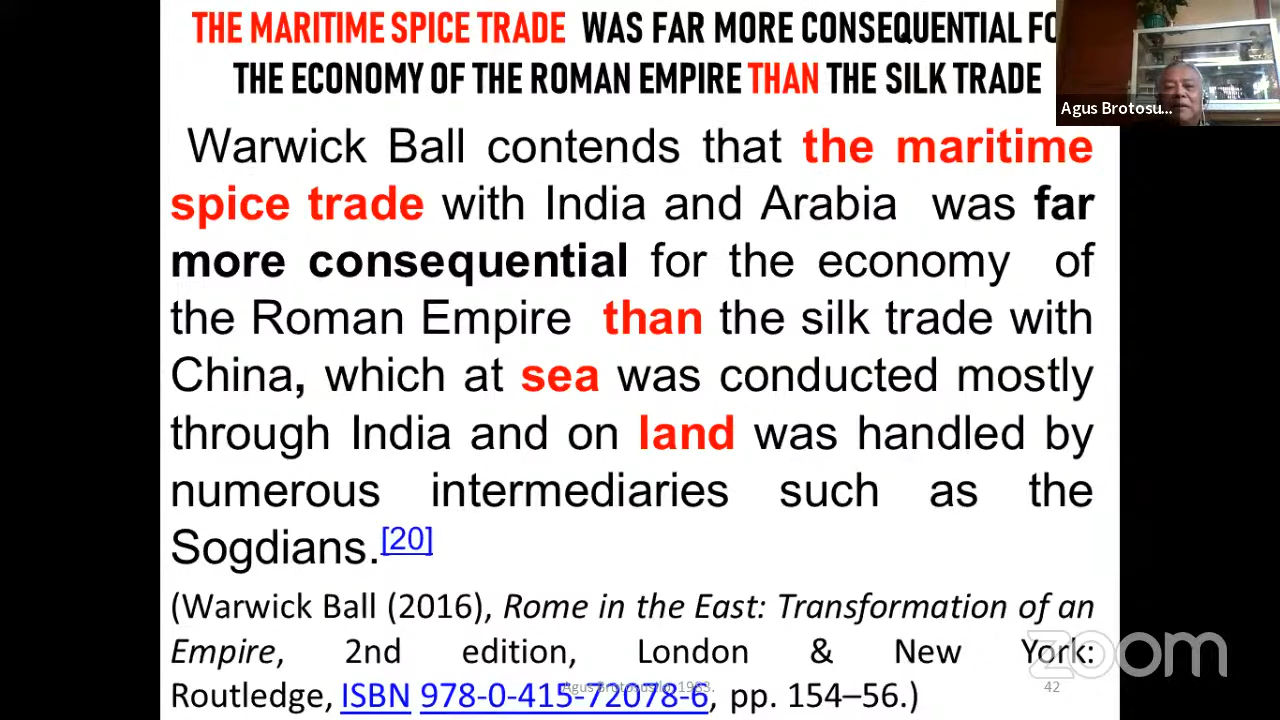 THE MARITIME SPICE TRADE WAS FAR MORE CONSEQUENTIAL
THE ECONOMY OF THE ROMAN EMPIRE THAN THE SILK TRADE
Agus Brotosu...
Warwick Ball contends that the maritime
spice trade with India and Arabia was far
more consequential for the economy of
the Roman Empire than the silk trade with
China, which at sea was conducted mostly
through India and on land was handled by
numerous intermediaries such as the
Sogdians.[20]
(Warwick Ball (2016), Rome in the East: Transformation of an
Empire, 2nd edition, London & New York:
Routledge, ISBN 978-0-415-72078-6, pp. 154–56.)
42
zoom